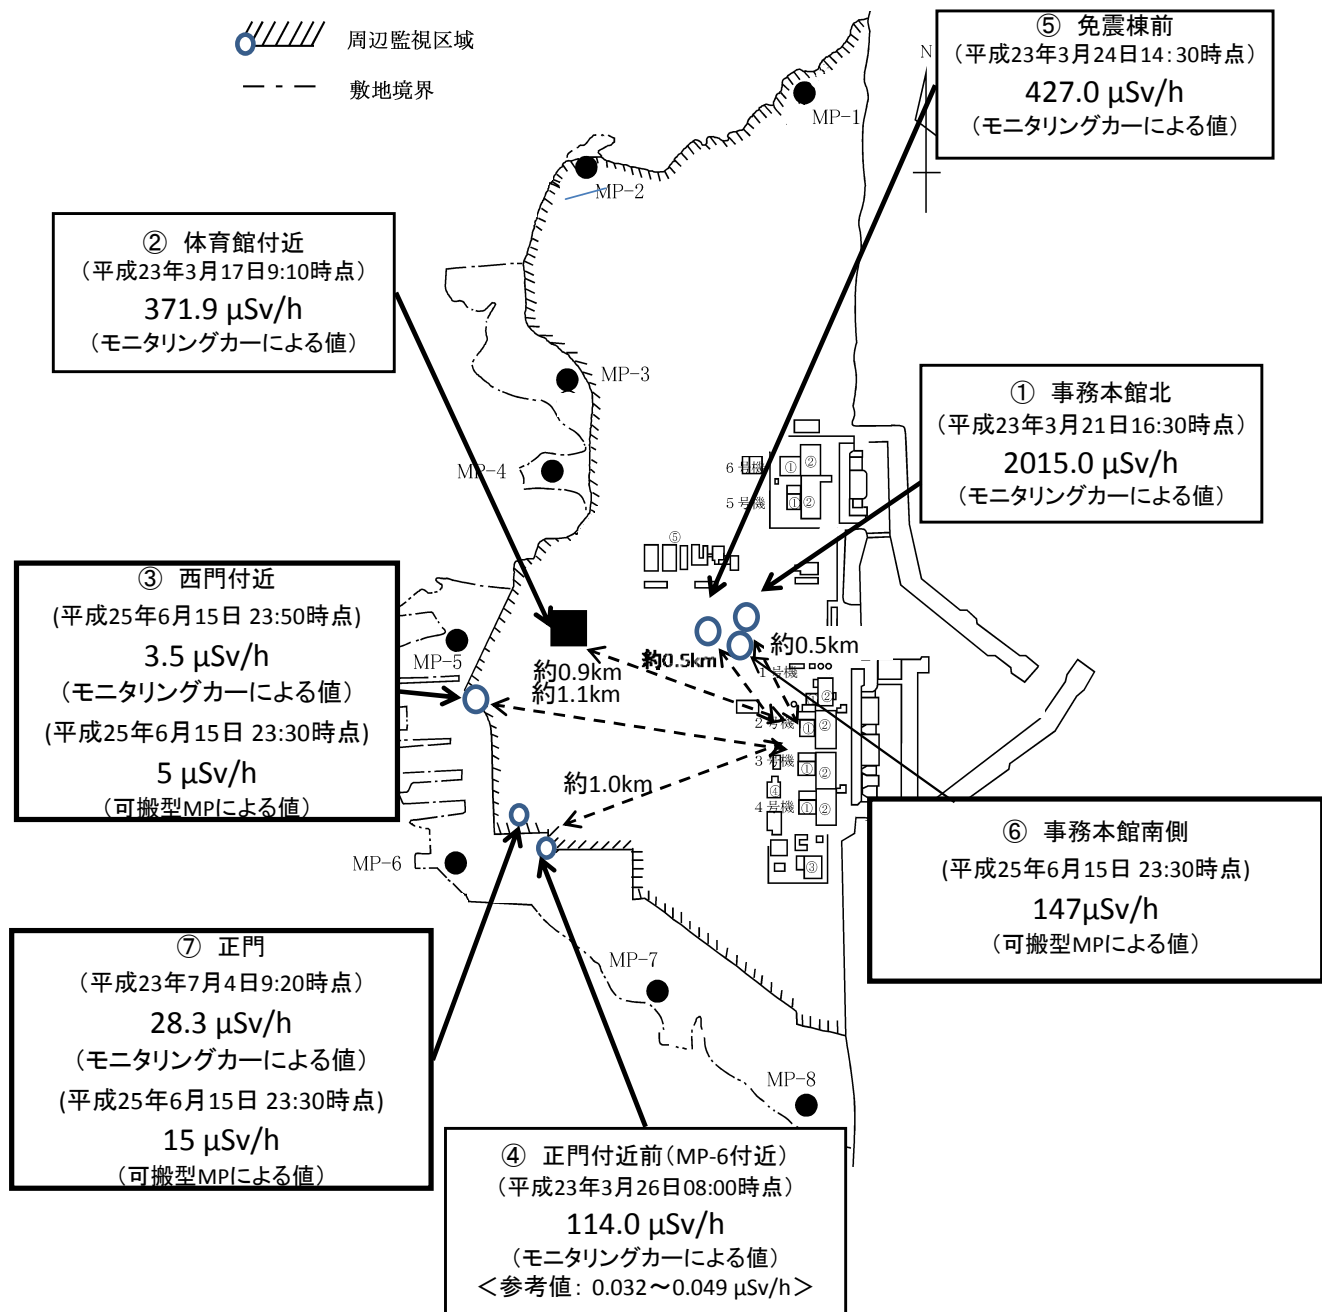 周辺監視区域
敷地境界
⑤ 免震棟前
(平成23年3月24日14:30時点)
427.0 μSv/h
(モニタリングカーによる値)
N
MP-1
MP-2
② 体育館付近
(平成23年3月17日9:10時点)
371.9 μSv/h
(モニタリングカーによる値)
MP-3
① 事務本館北
(平成23年3月21日16:30時点)
2015.0 μSv/h
(モニタリングカーによる値)
MP-4
6号機
① ②
5号機
① ②
⑤
③ 西門付近
(平成25年6月15日 23:50時点)
3.5 μSv/h
(モニタリングカーによる値)
(平成25年6月15日 23:30時点)
5 μSv/h
(可搬型MPによる値)
MP-5
約0.9km
約1.1km
約0.5km
約0.5km
1号機
②
2号機
① ②
3号機
① ②
④
4号機
① ②
③
約1.0km
MP-6
⑥ 事務本館南側
(平成25年6月15日 23:30時点)
147μSv/h
(可搬型MPによる値)
⑦ 正門
(平成23年7月4日9:20時点)
28.3 μSv/h
(モニタリングカーによる値)
(平成25年6月15日 23:30時点)
15 μSv/h
(可搬型MPによる値)
MP-7
MP-8
④ 正門付近前(MP-6付近)
(平成23年3月26日08:00時点)
114.0 μSv/h
(モニタリングカーによる値)
<参考値: 0.032～0.049 μSv/h>